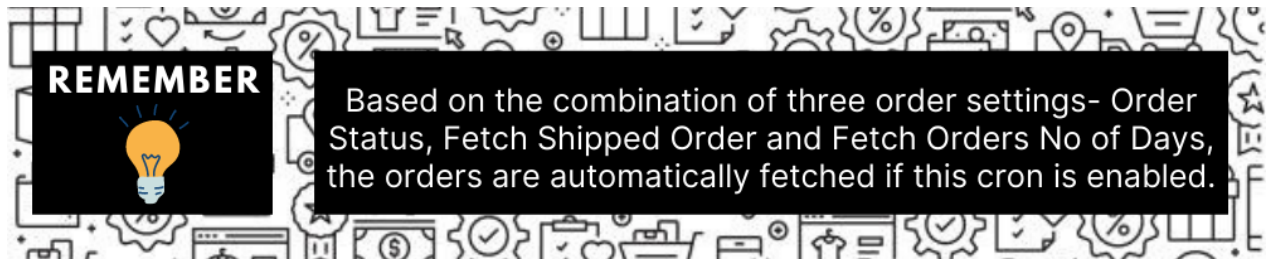 REMEMBER
Based on the combination of three order settings- Order
Status, Fetch Shipped Order and Fetch Orders No of Days,
the orders are automatically fetched if this cron is enabled.